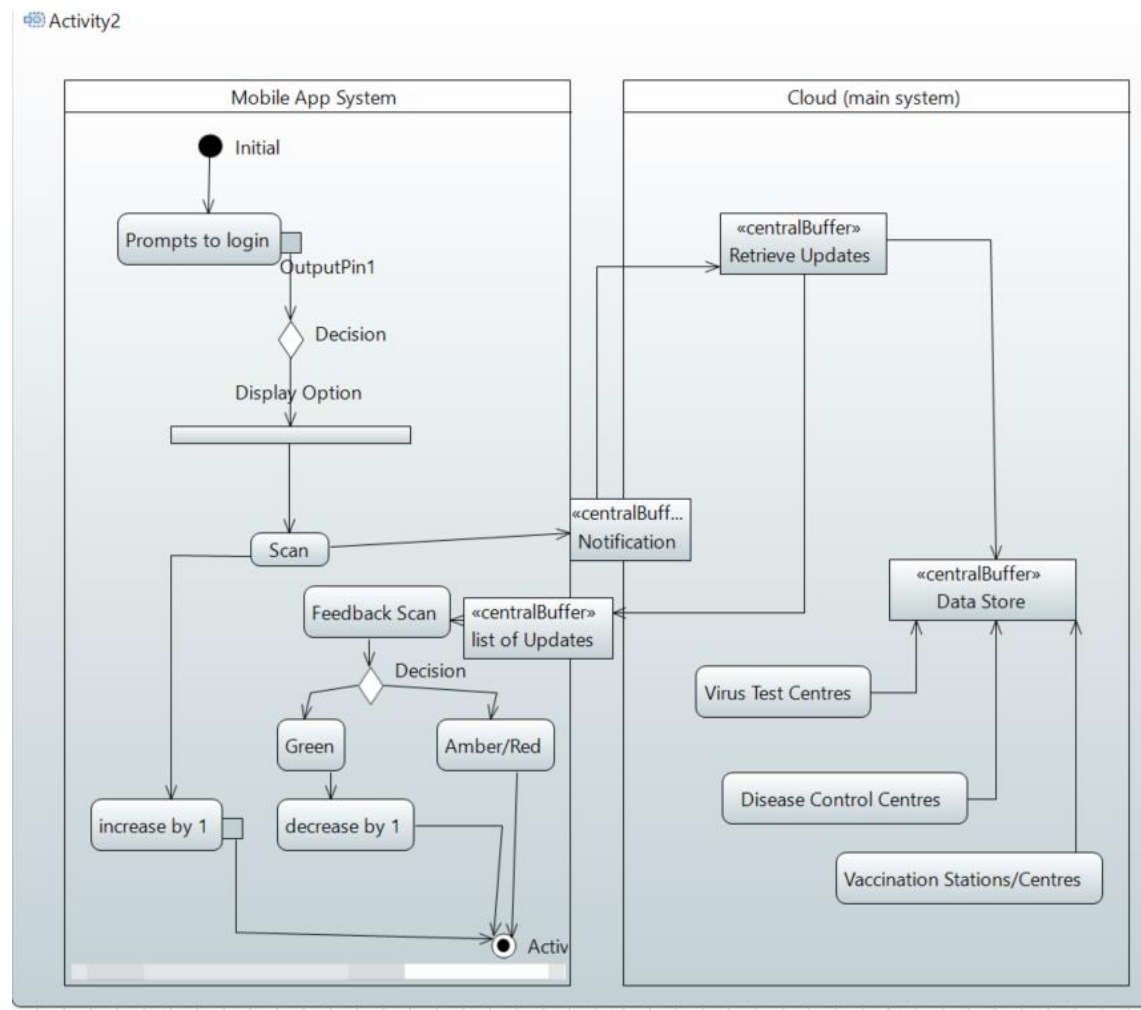 Activity2
Mobile App System
Cloud (main system)
Initial
Prompts to login
OutputPin1
Decision
Display Option
Scan
«centralBuffer»
Retrieve Updates
«centralBuff...
Notification
Feedback Scan
«centralBuffer»
list of Updates
Decision
Green
Amber/Red
increase by 1
decrease by 1
Activ
«centralBuffer»
Data Store
Virus Test Centres
Disease Control Centres
Vaccination Stations/Centres